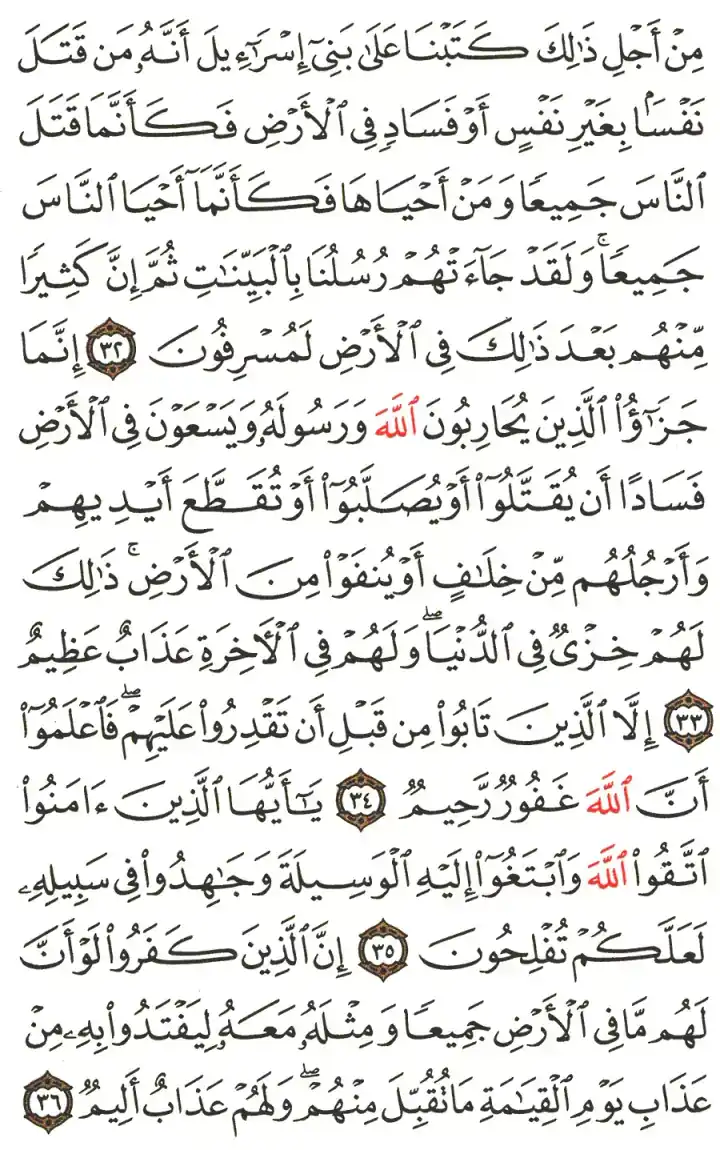 مِنْ أَجْلِ ذَٰلِكَ كَتَبْنَا عَلَىٰ بَنِىٓ إِسْرَـٰٓءِيلَ أَنَّهُۥ مَن قَتَلَ
نَفْسَۢا بِغَيْرِ نَفْسٍ أَوْ فَسَادٍ فِى ٱلْأَرْضِ فَكَأَنَّمَا قَتَلَ
ٱلنَّاسَ جَمِيعًا وَمَنْ أَحْيَاهَا فَكَأَنَّمَآ أَحْيَا ٱلنَّاسَ
جَمِيعًا ۚ وَلَقَدْ جَآءَتْهُمْ رُسُلُنَا بِٱلْبَيِّنَـٰتِ ثُمَّ إِنَّ كَثِيرًا
مِّنْهُم بَعْدَ ذَٰلِكَ فِى ٱلْأَرْضِ لَمُسْرِفُونَ ٣٢ إِنَّمَا
جَزَٰٓؤُا۟ ٱلَّذِينَ يُحَارِبُونَ ٱللَّهَ وَرَسُولَهُۥ وَيَسْعَوْنَ فِى ٱلْأَرْضِ
فَسَادًا أَن يُقَتَّلُوٓا۟ أَوْ يُصَلَّبُوٓا۟ أَوْ تُقَطَّعَ أَيْدِيهِمْ
وَأَرْجُلُهُم مِّنْ خِلَـٰفٍ أَوْ يُنفَوْا۟ مِنَ ٱلْأَرْضِ ۚ ذَٰلِكَ
لَهُمْ خِزْىٌ فِى ٱلدُّنْيَا ۖ وَلَهُمْ فِى ٱلْـَٔاخِرَةِ عَذَابٌ عَظِيمٌ
٣٣ إِلَّا ٱلَّذِينَ تَابُوا۟ مِن قَبْلِ أَن تَقْدِرُوا۟ عَلَيْهِمْ ۖ فَٱعْلَمُوٓا۟
أَنَّ ٱللَّهَ غَفُورٌ رَّحِيمٌ ٣٤ يَـٰٓأَيُّهَا ٱلَّذِينَ ءَامَنُوا۟
ٱتَّقُوا۟ ٱللَّهَ وَٱبْتَغُوٓا۟ إِلَيْهِ ٱلْوَسِيلَةَ وَجَـٰهِدُوا۟ فِى سَبِيلِهِۦ
لَعَلَّكُمْ تُفْلِحُونَ ٣٥ إِنَّ ٱلَّذِينَ كَفَرُوا۟ لَوْ أَنَّ
لَهُم مَّا فِى ٱلْأَرْضِ جَمِيعًا وَمِثْلَهُۥ مَعَهُۥ لِيَفْتَدُوا۟ بِهِۦ مِنْ
عَذَابِ يَوْمِ ٱلْقِيَـٰمَةِ مَا تُقُبِّلَ مِنْهُمْ ۖ وَلَهُمْ عَذَابٌ أَلِيمٌ ٣٦